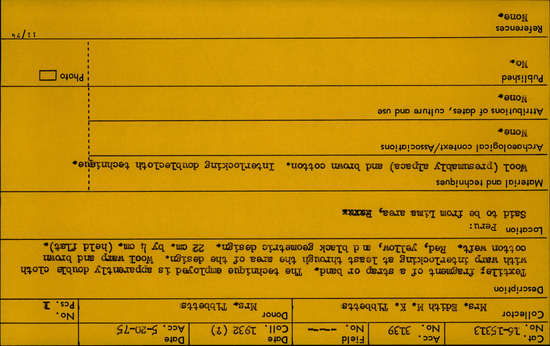 Cat. No. 16-15313 Acc. No. 3139 Field No. ---- Coll. Date 1932 (?) Acc. Date 5-20-75
Collector Mrs. Edith M. K. Tibbetts Donor Mrs. Tibbetts No. Pcs. 1
Description
Textile; fragment of a strap or band. The technique employed is apparently double cloth
with warp interlocking at least through the area of the design. Wool warp and brown
cotton weft. Red, yellow, and black geometric design. 22 cm. by 4 cm. (held flat).
Location Peru:
Said to be from Lima area,
Material and techniques
Wool (presumably alpaca) and brown cotton. Interlocking doublecloth technique.
Archaeological context/Association
None.
Attributions of dates, culture and use
None.
Published
No.
Photo
References
None.
11/74